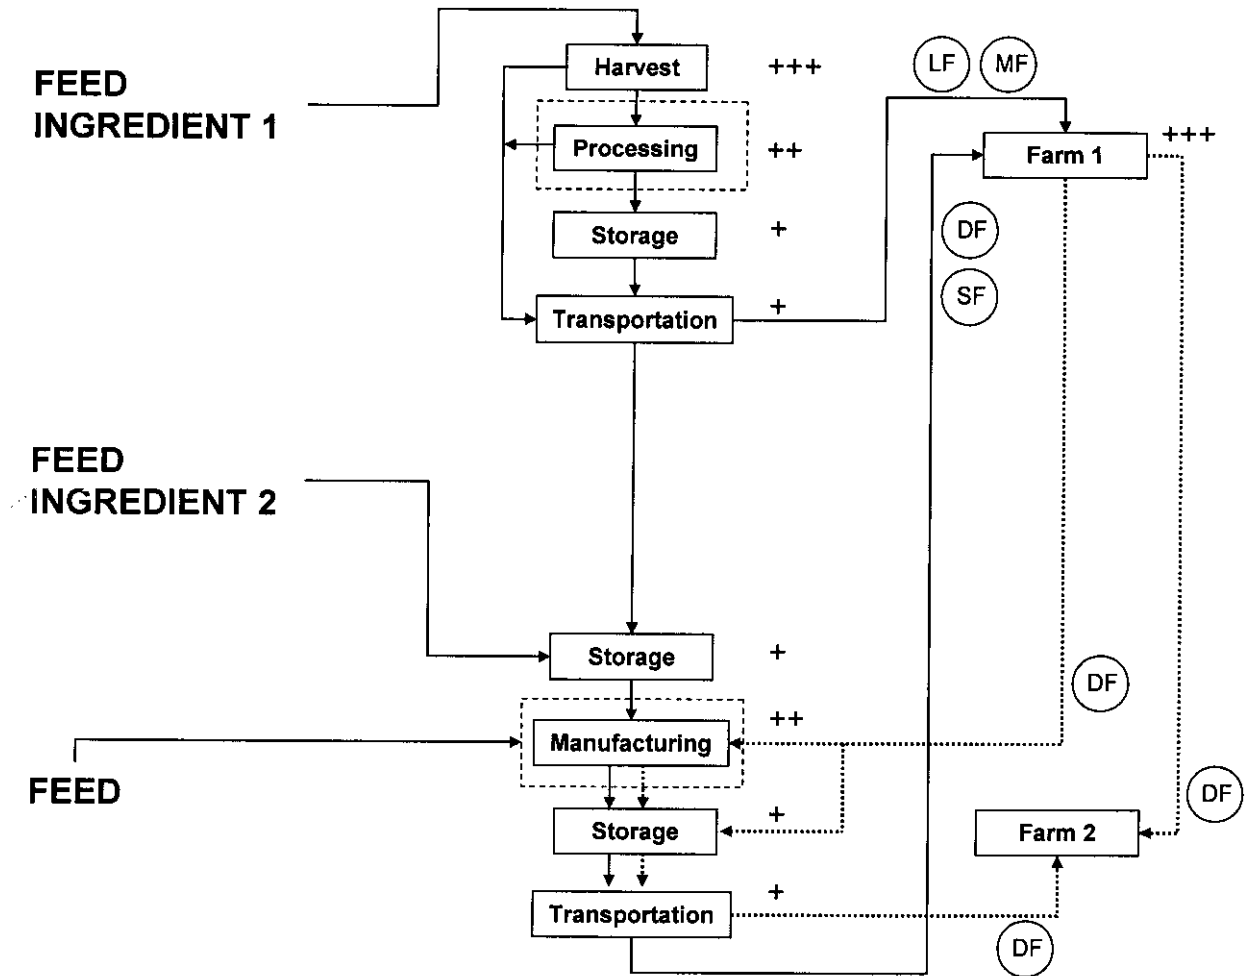 LF MF
Harvest +++
FEED
INGREDIENT 1
+++
Processing ++
Farm 1
Storage +
DF
SF
Transportation +
FEED
INGREDIENT 2
Storage +
DF
++
Manufacturing
FEED
DF
Storage +
Farm 2
+
Transportation
DF